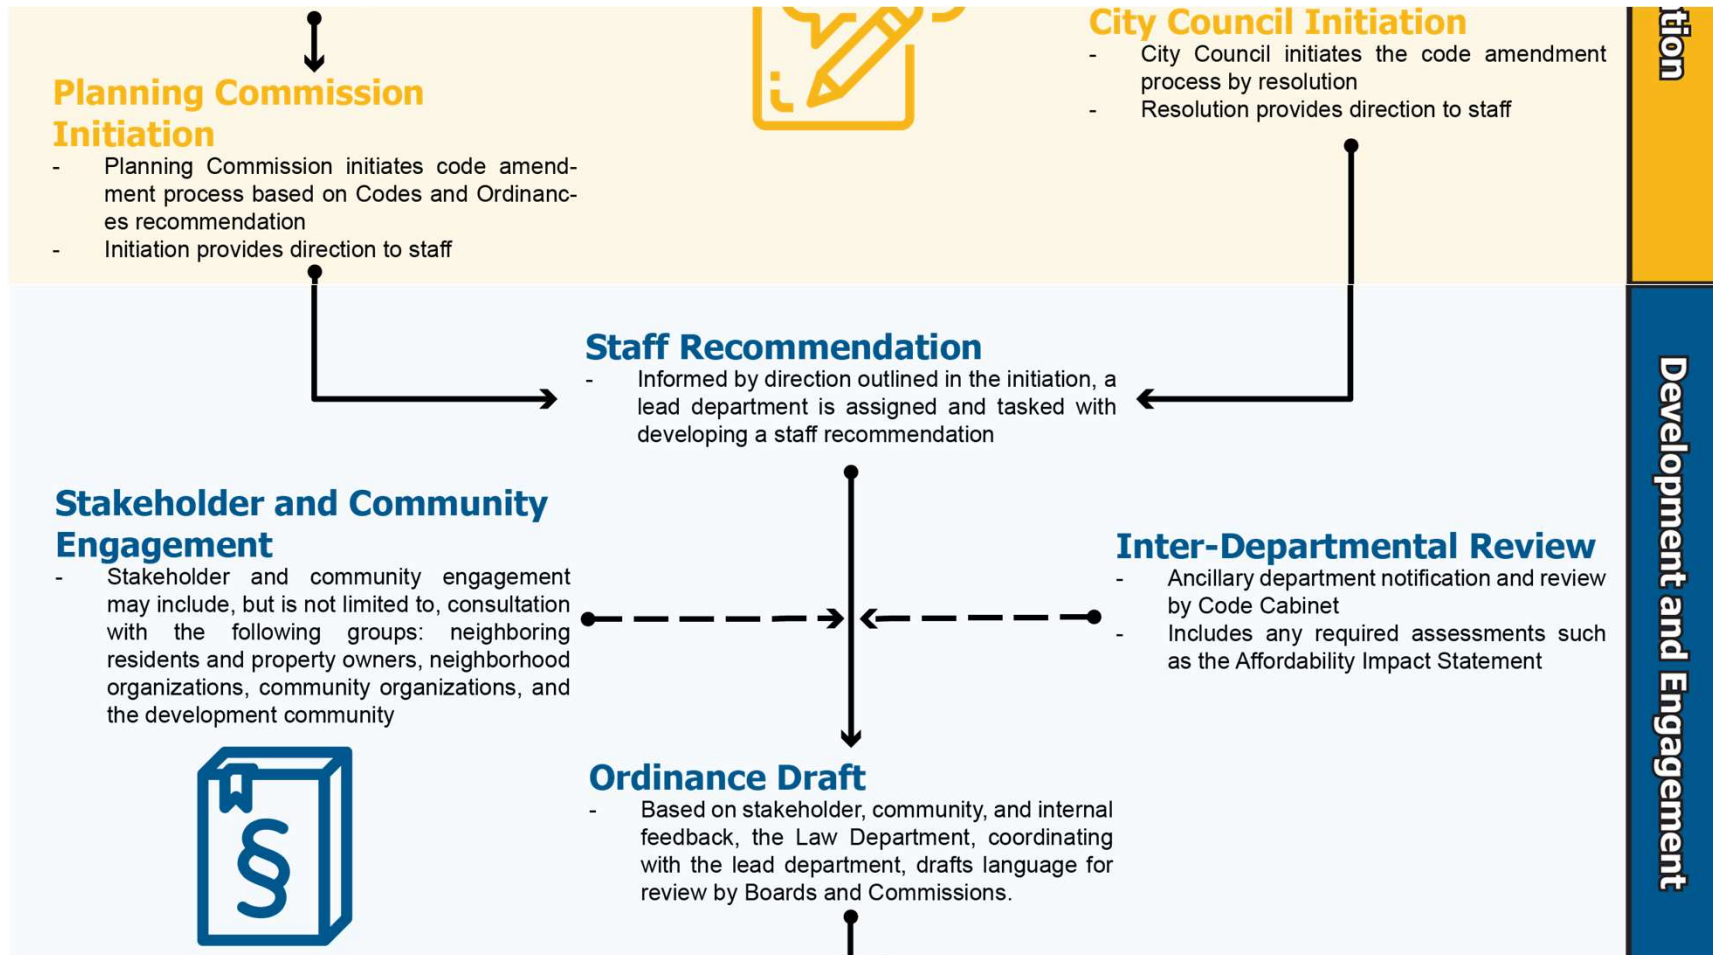 City Council Initiation
- City Council initiates the code amendment
process by resolution
- Resolution provides direction to staff
Planning Commission
Initiation
- Planning Commission initiates code amend-
ment process based on Codes and Ordinanc-
es recommendation
- Initiation provides direction to staff
Staff Recommendation
- Informed by direction outlined in the initiation, a
lead department is assigned and tasked with
developing a staff recommendation
Stakeholder and Community
Engagement
- Stakeholder and community engagement
may include, but is not limited to, consultation
with the following groups: neighboring
residents and property owners, neighborhood
organizations, community organizations, and
the development community
Inter-Departmental Review
- Ancillary department notification and review
by Code Cabinet
- Includes any required assessments such
as the Affordability Impact Statement
§
Ordinance Draft
- Based on stakeholder, community, and internal
feedback, the Law Department, coordinating
with the lead department, drafts language for
review by Boards and Commissions.
Development and Engagement